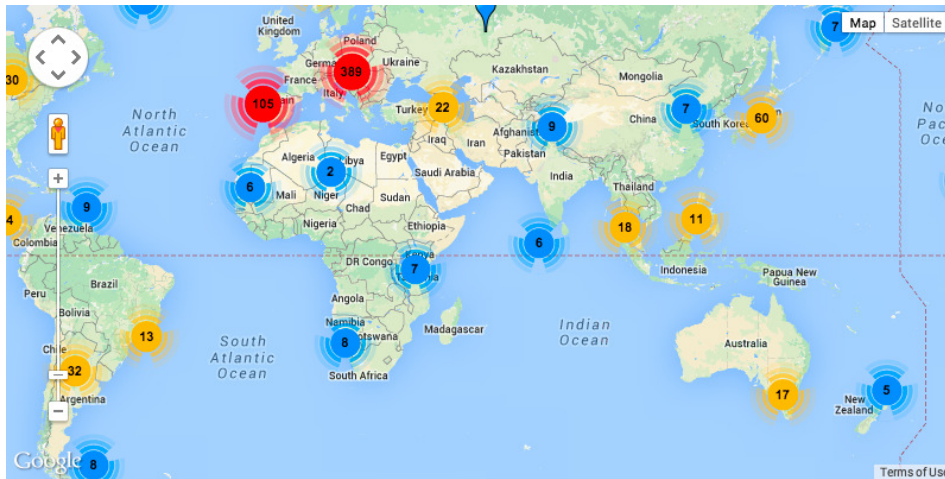 7
Map
Satellite
United
Kingdom
Poland
Ukraine
France
389
Italy
Kazakhstan
Mongolia
30
North
Atlantic
Ocean
105
Turkey
22
9
Afghanistan
China
7
South Korea
60
Iraq
Iran
Pakistan
Algeria
2
Libya
Egypt
Saudi Arabia
India
6
Mali
Niger
Chad
Sudan
Thailand
4
9
Venezuela
Colombia
Nigeria
Ethiopia
18
11
6
DR Congo
Kenya
7
Indonesia
Papua New
Guinea
Peru
Brazil
Bolivia
Angola
Namibia
Botswana
8
Madagascar
South Africa
South
Atlantic
Ocean
Indian
Ocean
Australia
13
Chile
32
Argentina
17
New
Zealand
5
Google
8
Terms of Use